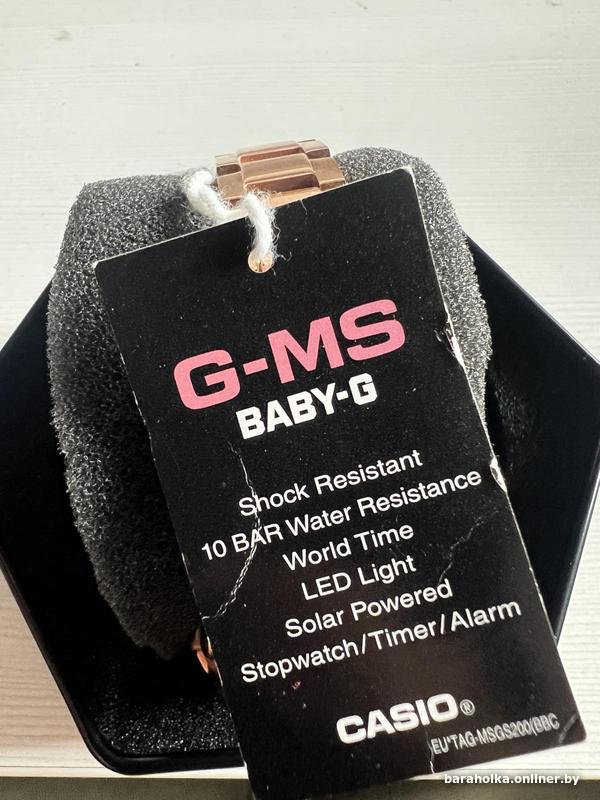 G-MS
BABY-G
Shock Resistant
10 BAR Water Resistance
World Time
LED Light
Solar Powered
Stopwatch/Timer/Alarm
CASIO®
EU'TAG-MSGS200(BBC
baraholka.onliner.by